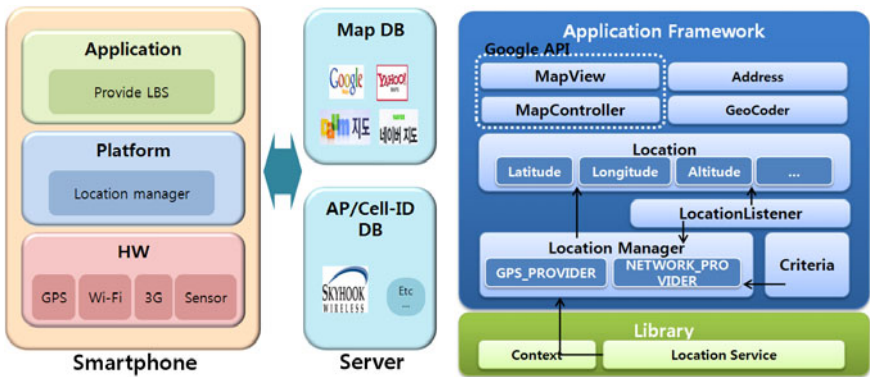 Application
Provide LBS
Platform
Location manager
HW
GPS
Wi-Fi
3G
Sensor
Smartphone
Map DB
Google
YAHOO!
Daum 지도
네이버 지도
AP/Cell-ID
DB
SKYHOOK
WIRELESS
Etc
...
Server
Application Framework
Google API
MapView
Address
MapController
GeoCoder
Location
Latitude
Longitude
Altitude
...
LocationListener
Location Manager
GPS_PROVIDER
NETWORK_PRO
VIDER
Criteria
Library
Context
Location Service